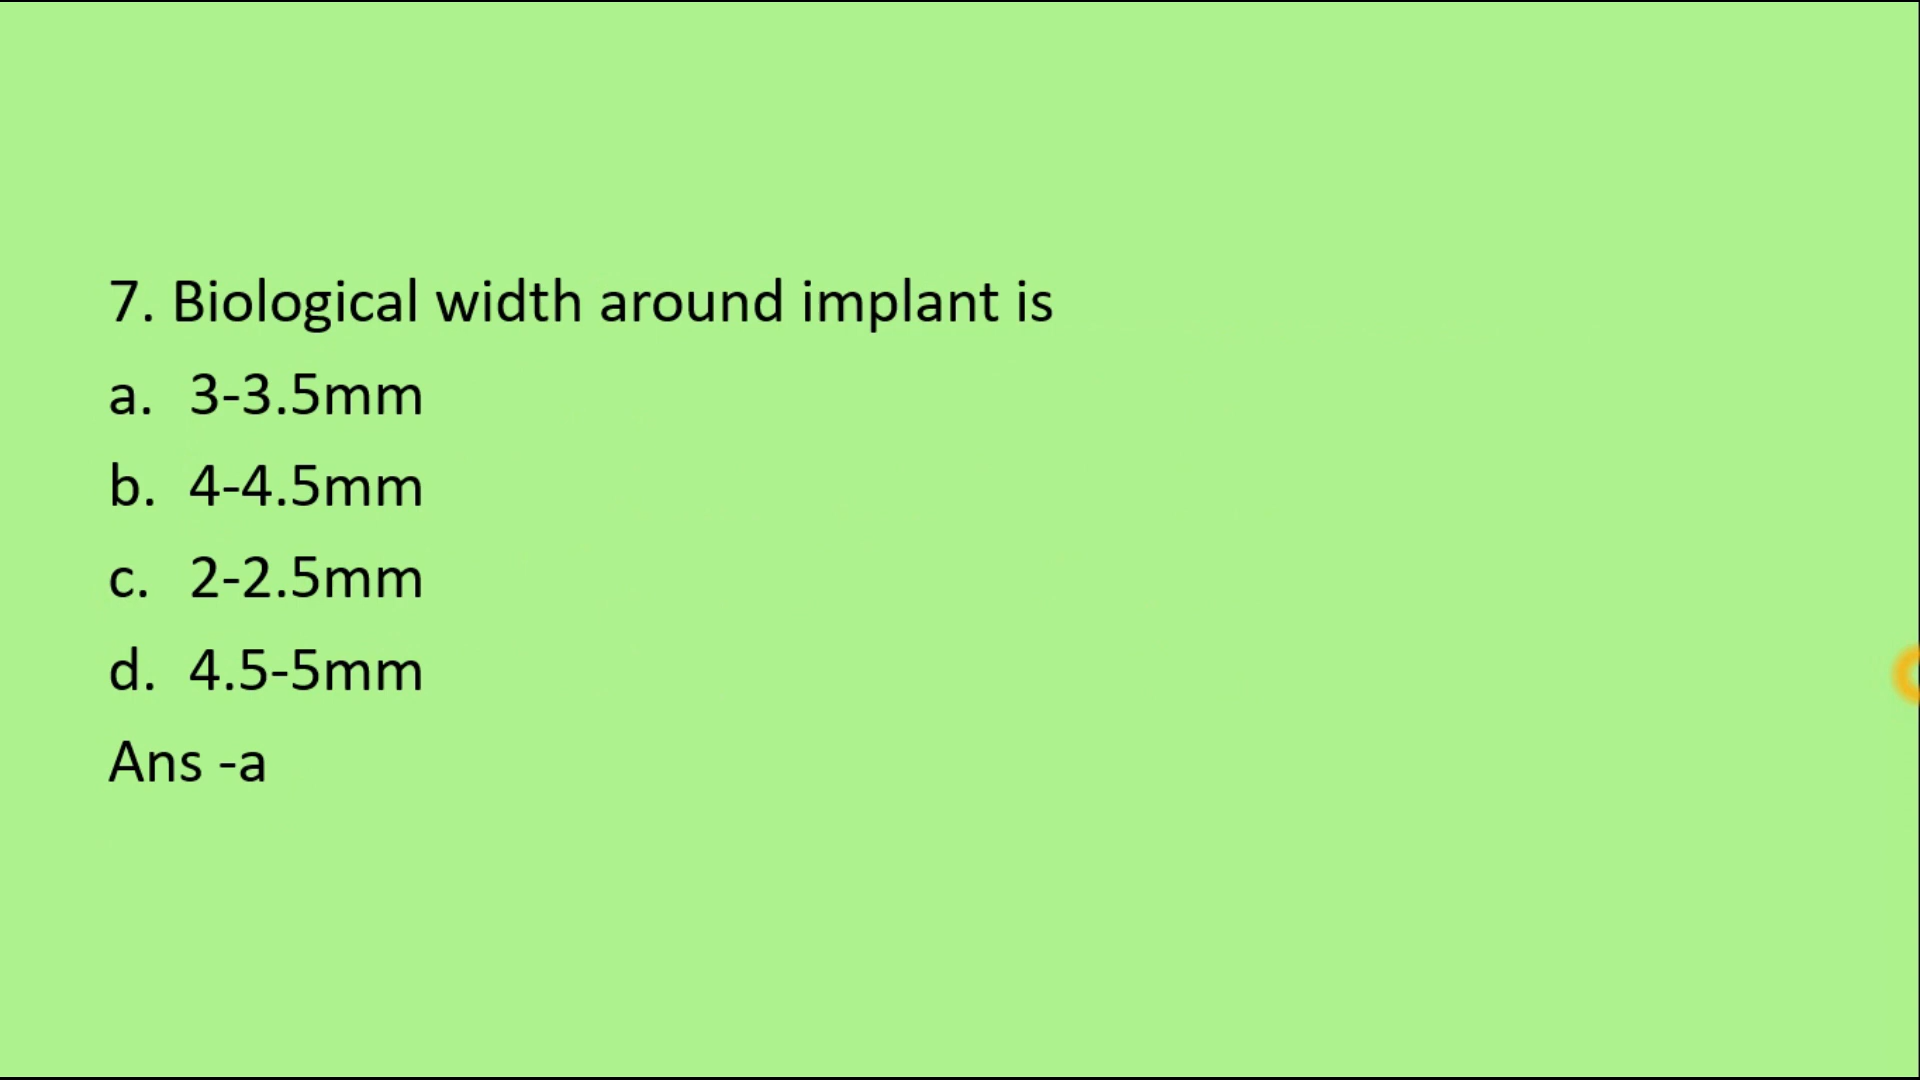 7. Biological width around implant is
a. 3-3.5mm
b. 4-4.5mm
c. 2-2.5mm
d. 4.5-5mm
Ans -a